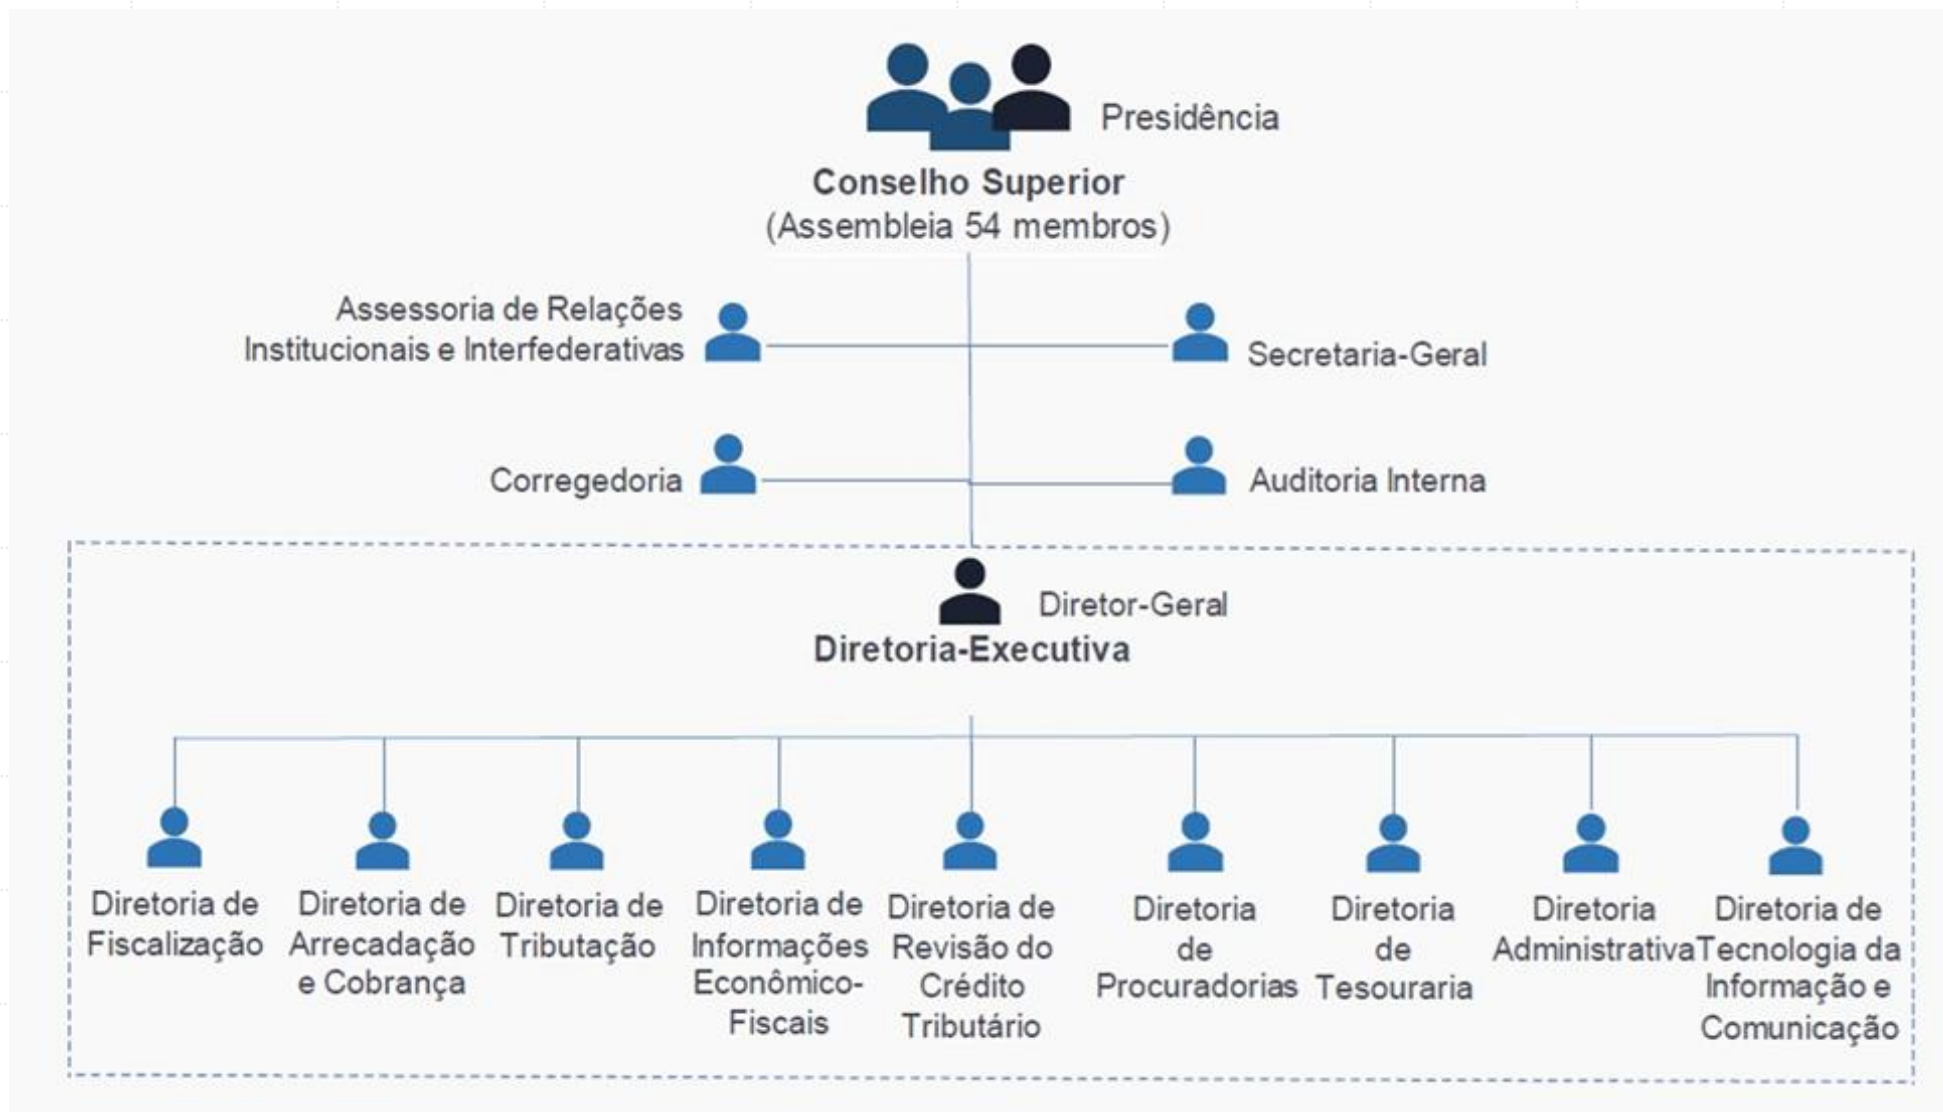 Presidência
Conselho Superior
(Assembleia 54 membros)
Assessoria de Relações
Institucionais e Interfederativas
Secretaria-Geral
Corregedoria
Auditoria Interna
Diretor-Geral
Diretoria-Executiva
Diretoria de
Fiscalização
Diretoria de
Arrecadação
e Cobrança
Diretoria de
Tributação
Diretoria de
Informações
Econômico-
Fiscais
Diretoria de
Revisão do
Crédito
Tributário
Diretoria
de
Procuradorias
Diretoria
de
Tesouraria
Diretoria
Administrativa
Diretoria de
Tecnologia da
Informação e
Comunicação